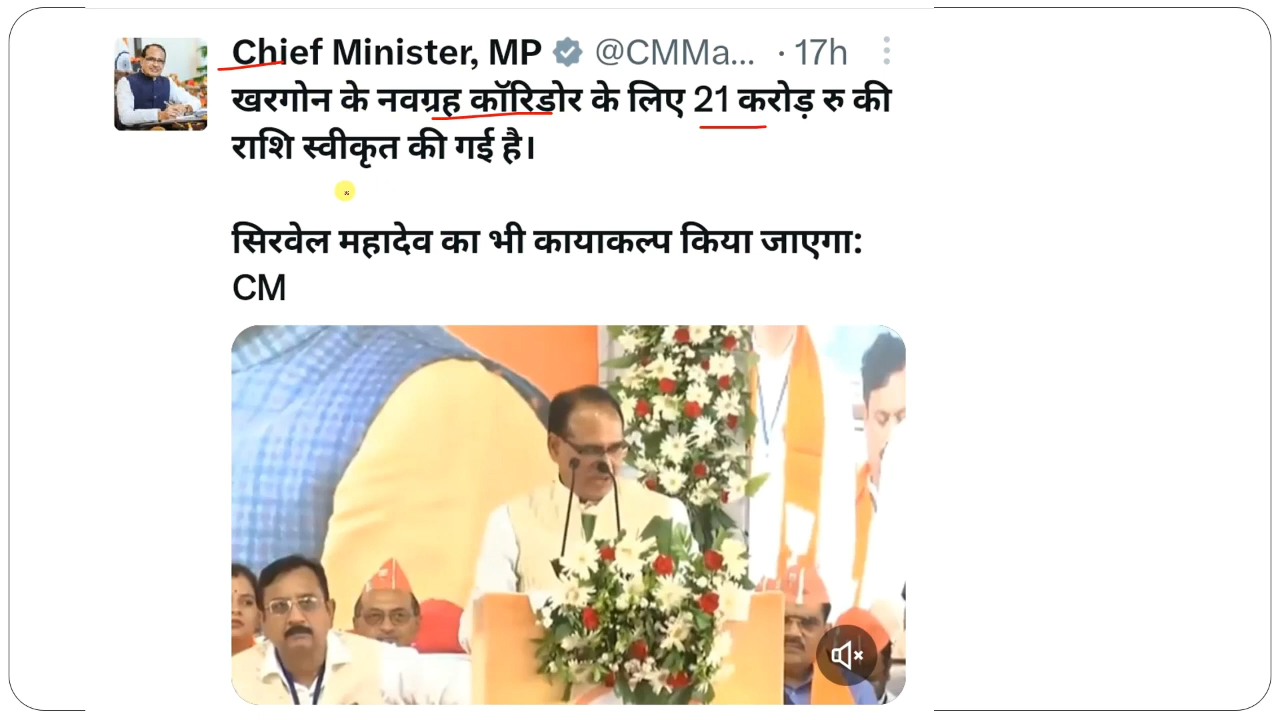 Chief Minister, MP @CMMa... · 17h
खरगोन के नवग्रह कॉरिडोर के लिए 21 करोड़ रु की
राशि स्वीकृत की गई है।
सिरवेल महादेव का भी कायाकल्प किया जाएगा:
CM